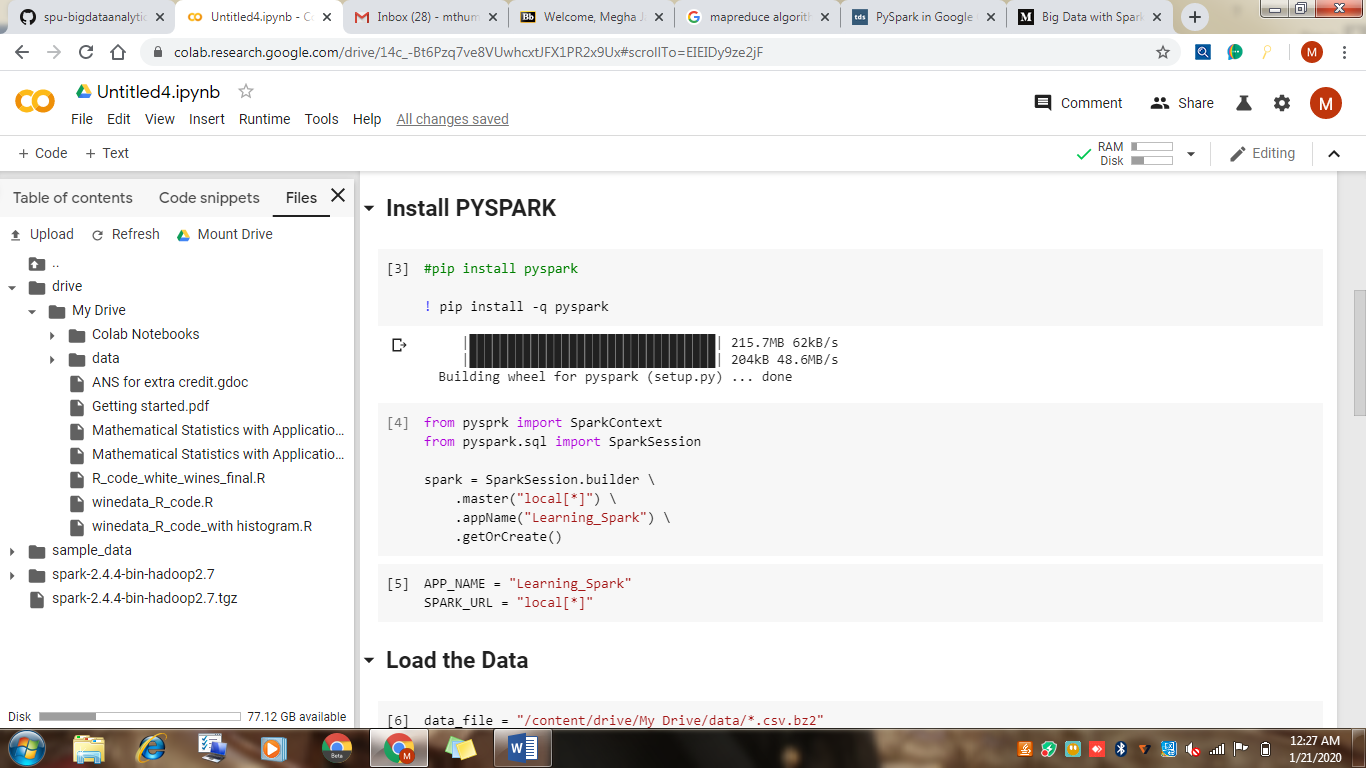 spu-bigdataanalytic
Untitled4.ipynb - Co
Inbox (28) - mthum
Welcome, Megha J
mapreduce algorith
PySpark in Google
Big Data with Spark
colab.research.google.com/drive/14c_-Bt6Pzq7ve8VUwhcxtJFX1PR2x9Ux#scrollTo=EIEIDy9ze2jF
Untitled4.ipynb
File Edit View Insert Runtime Tools Help All changes saved
Comment Share M
+ Code + Text
RAM
Disk
Editing
Table of contents Code snippets Files
Upload Refresh Mount Drive
..
drive
My Drive
Colab Notebooks
data
ANS for extra credit.gdoc
Getting started.pdf
Mathematical Statistics with Applicatio...
Mathematical Statistics with Applicatio...
R_code_white_wines_final.R
winedata_R_code.R
winedata_R_code_with histogram.R
sample_data
spark-2.4.4-bin-hadoop2.7
spark-2.4.4-bin-hadoop2.7.tgz
Disk 77.12 GB available
Install PYSPARK
[3] #pip install pyspark
! pip install -q pyspark
215.7MB 62kB/s
204kB 48.6MB/s
Building wheel for pyspark (setup.py) ... done
[4] from pysprk import SparkContext
from pyspark.sql import SparkSession
spark = SparkSession.builder \
.master("local[*]") \
.appName("Learning_Spark") \
.getOrCreate()
[5] APP_NAME = "Learning_Spark"
SPARK_URL = "local[*]"
Load the Data
[6] data_file = "/content/drive/My Drive/data/*.csv.bz2"
12:27 AM
1/21/2020